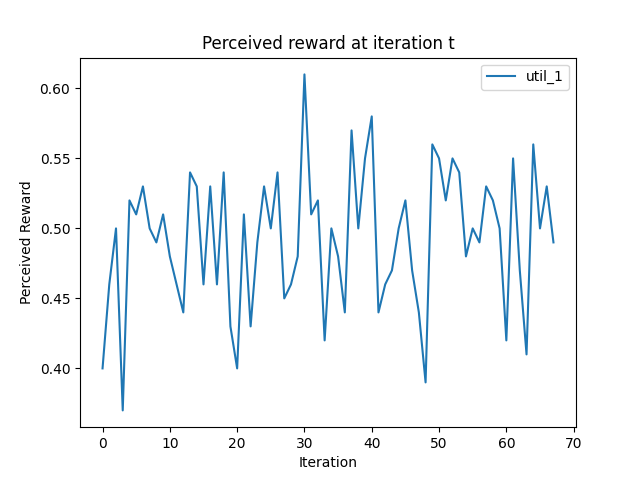 Perceived reward at iteration t
util_1
0.60
0.55
0.50
0.45
0.40
Perceived Reward
0 10 20 30 40 50 60 70
Iteration